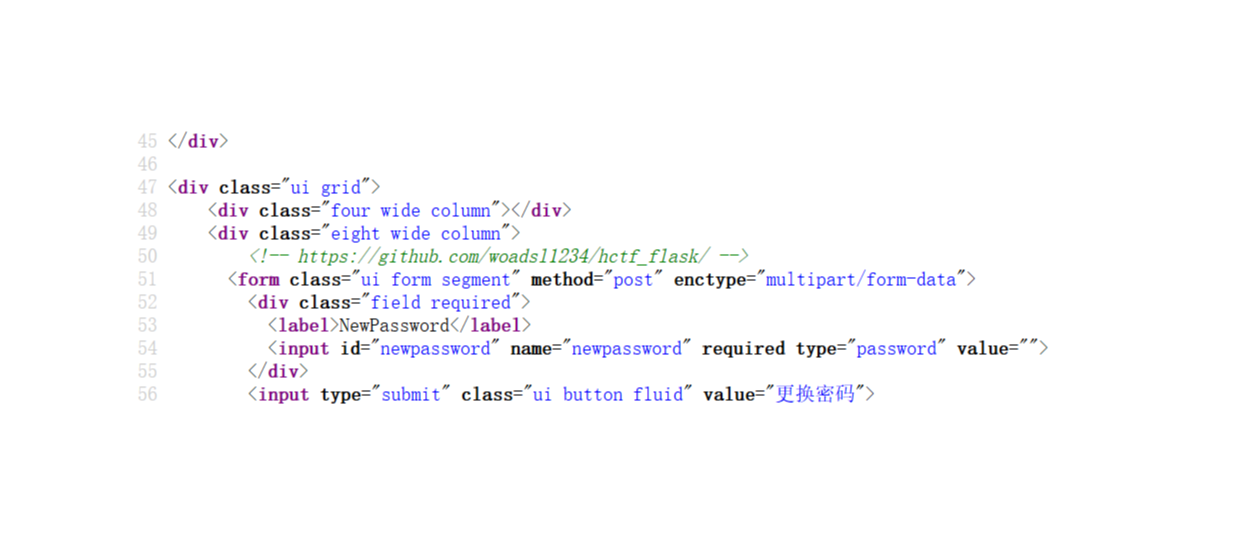 45 </div>
46
47 <div class="ui grid">
48     <div class="four wide column"></div>
49     <div class="eight wide column">
50         <!-- https://github.com/woadsl1234/hctf_flask/ -->
51       <form class="ui form segment" method="post" enctype="multipart/form-data">
52         <div class="field required">
53           <label>NewPassword</label>
54           <input id="newpassword" name="newpassword" required type="password" value="">
55         </div>
56         <input type="submit" class="ui button fluid" value="更换密码">